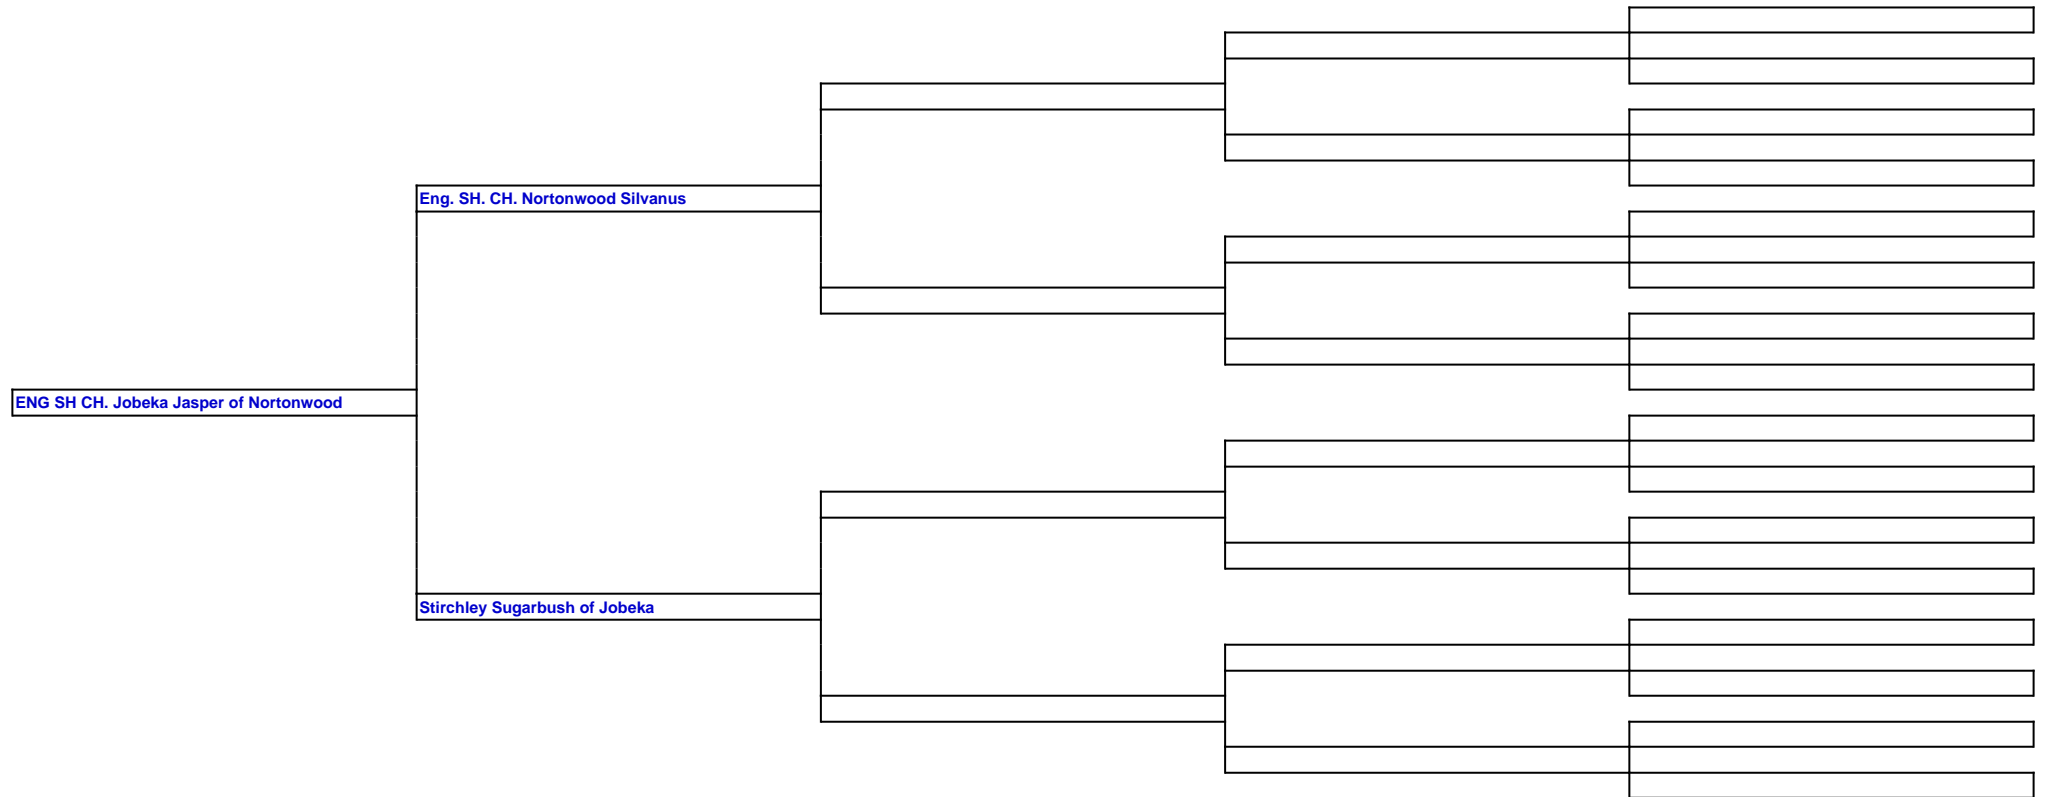 Eng. SH. CH. Nortonwood Silvanus
ENG SH CH. Jobeka Jasper of Nortonwood
Stirchley Sugarbush of Jobeka